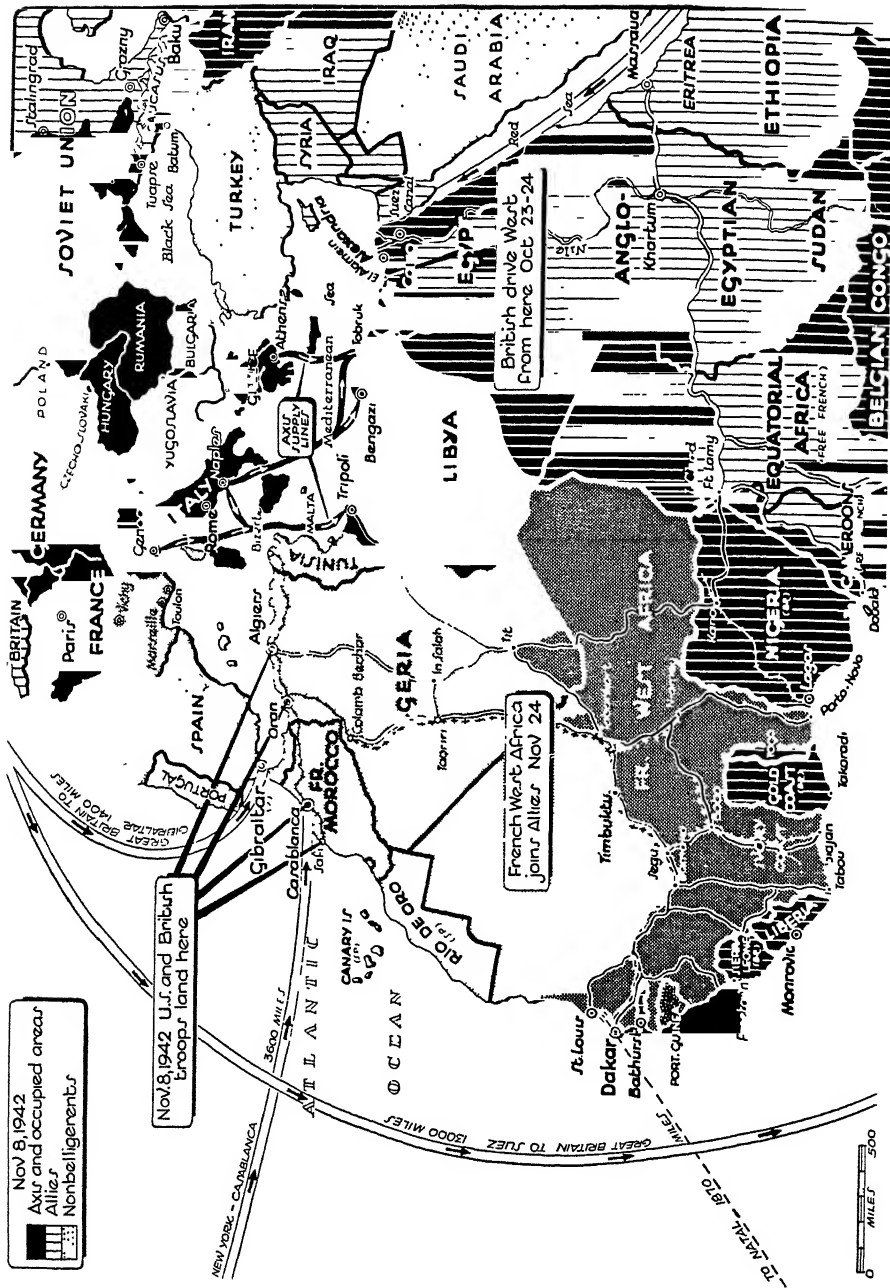 Nov 8, 1942
Axis and occupied areas
Allies
Nonbelligerents
NEW YORK - CASABLANCA
3600 MILES
GREAT BRITAIN TO
GIBRALTAR 1400 MILES
GREAT BRITAIN TO SUEZ 13000 MILES
TO NATAL 1870 MILES
Nov.8,1942 U.S. and British
troops land here
ATLANTIC
OCEAN
BRITAIN
Paris
FRANCE
Vichy
Marseille
Toulon
SPAIN
PORTUGAL
Gibraltar
GERMANY
POLAND
HUNGARY
RUMANIA
YUGOSLAVIA
BULGARIA
Rome
Naples
Athens
SOVIET UNION
Stalingrad
Grozny
Baku
Tuapse
Batum
Black Sea
TURKEY
SYRIA
IRAQ
IRAN
SAUDI
ARABIA
Red Sea
Massawa
ERITREA
ETHIOPIA
AXIS
SUPPLY
LINES
Mediterranean Sea
MALTA
TUNISIA
Tripoli
Bengazi
Tobruk
El Alamein
Alexandria
Suez
Canal
British drive West
from here Oct 23-24
Nile
ANGLO-
EGYPTIAN
SUDAN
Khartum
LIBYA
Algiers
Oran
Casablanca
Safi
FR.
MOROCCO
CANARY IS
RIO DE ORO
(SP.)
Kolomb Bechar
In Salah
Tit
French West Africa
joins Allies Nov 24
Timbuktu
Segu
FR. WEST AFRICA
St. Louis
Dakar
Bathurst
Monrovia
Tabou
Takoradi
Porto-Novo
Lagos
NIGERIA
(BR.)
Douala
Ft Lamy
EQUATORIAL
AFRICA
(FREE FRENCH)
BELGIAN CONGO
0 MILES 500